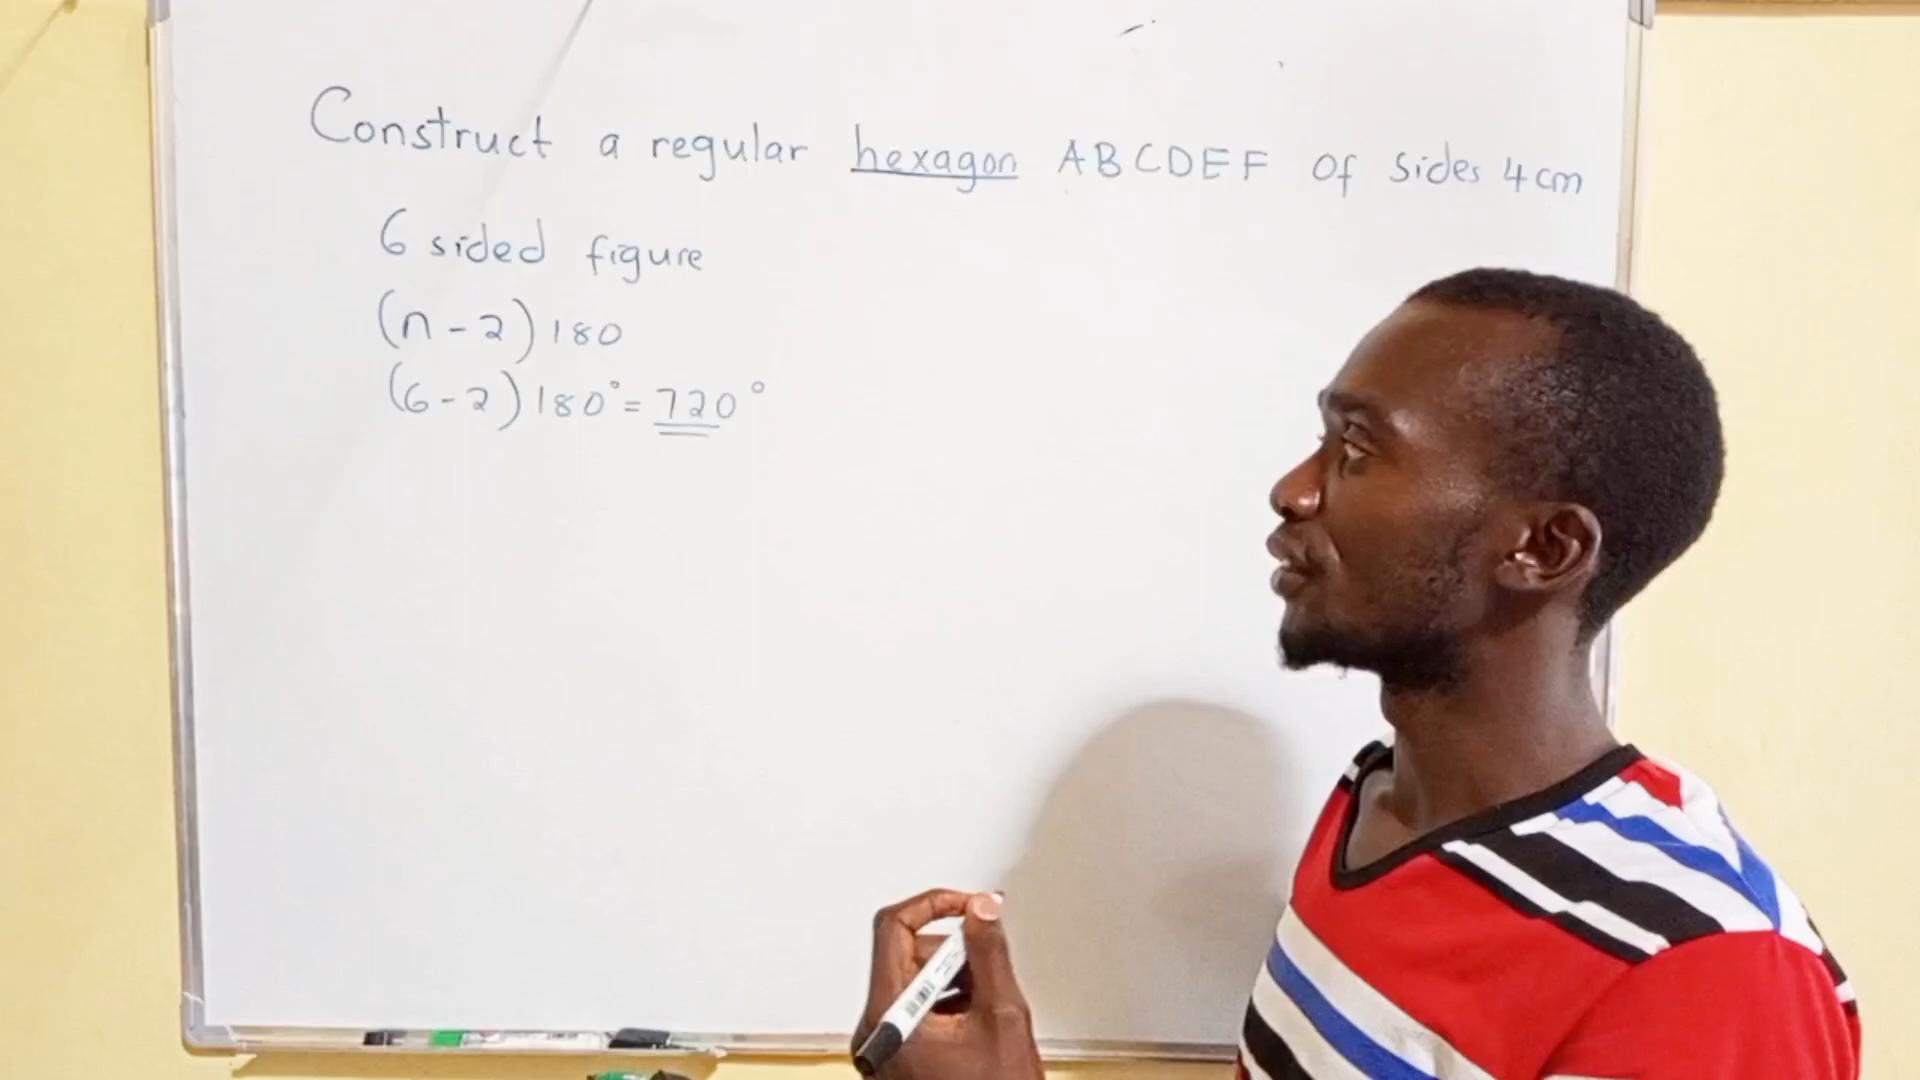 Construct a regular hexagon ABCDEF of sides 4cm
6 sided figure
(n-2)180
(6-2)180°=720°